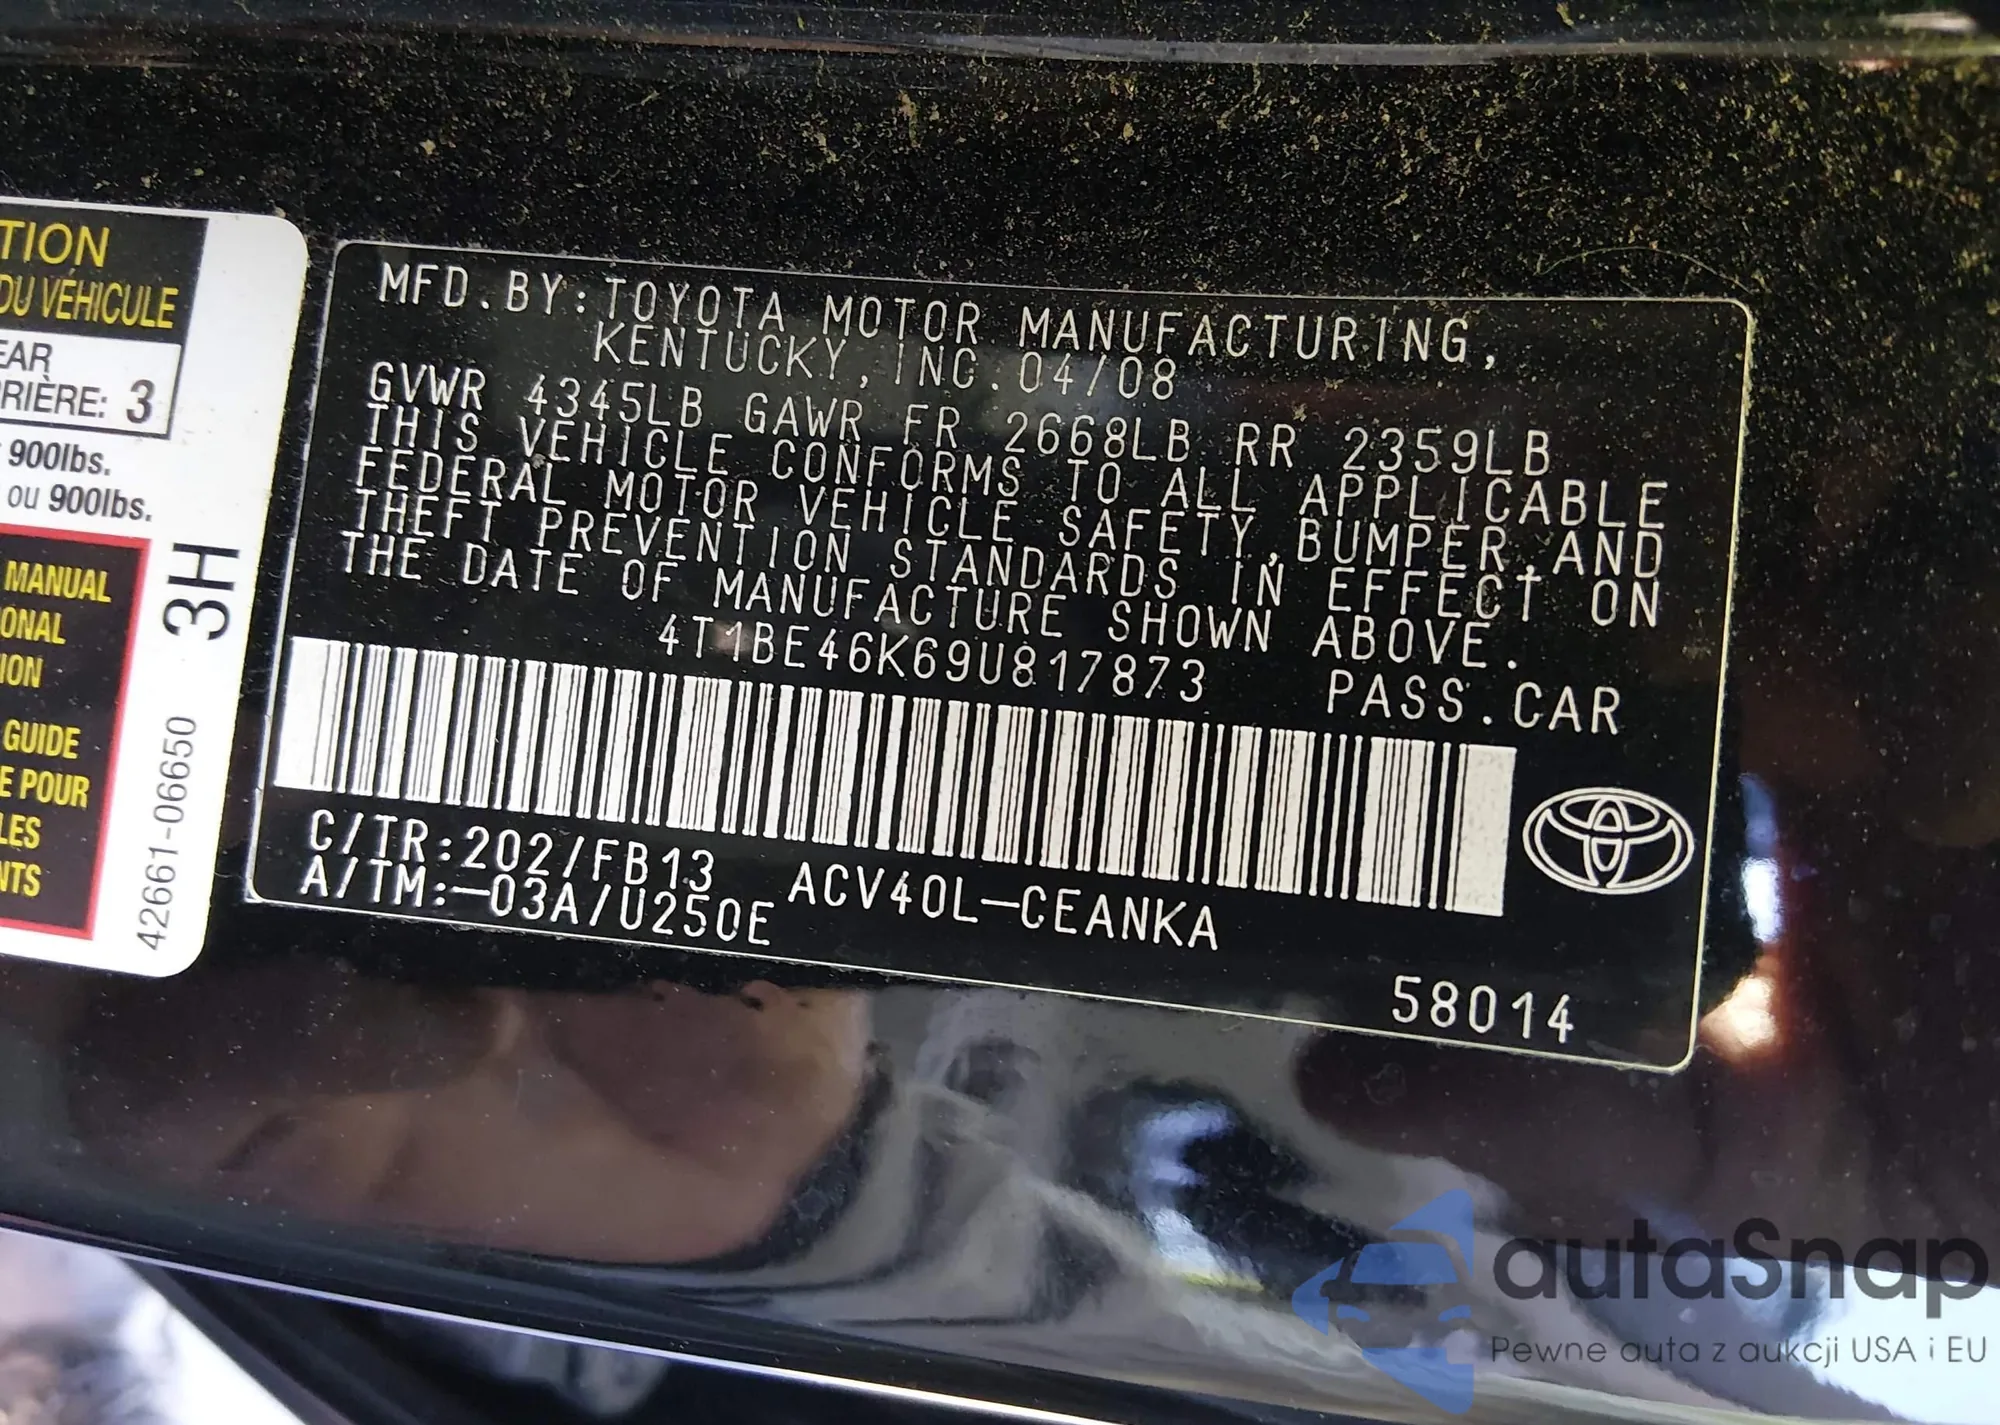 TION
DU VÉHICULE
EAR
RIÈRE: 3
900lbs.
ou 900lbs.
MANUAL
ONAL
ION
GUIDE
E POUR
LES
NTS
3H
42661-06650
MFD.BY:TOYOTA MOTOR MANUFACTURING,
KENTUCKY,INC.04/08
GVWR 4345LB GAWR FR 2668LB RR 2359LB
THIS VEHICLE CONFORMS TO ALL APPLICABLE
FEDERAL MOTOR VEHICLE SAFETY,BUMPER,AND
THEFT PREVENTION STANDARDS IN EFFECT ON
THE DATE OF MANUFACTURE SHOWN ABOVE.
4T1BE46K69U817873 PASS.CAR
C/TR:202/FB13 ACV40L-CEANKA
A/TM:-03A/U250E
58014
autaSnap
Pewne auta z aukcji USA i EU